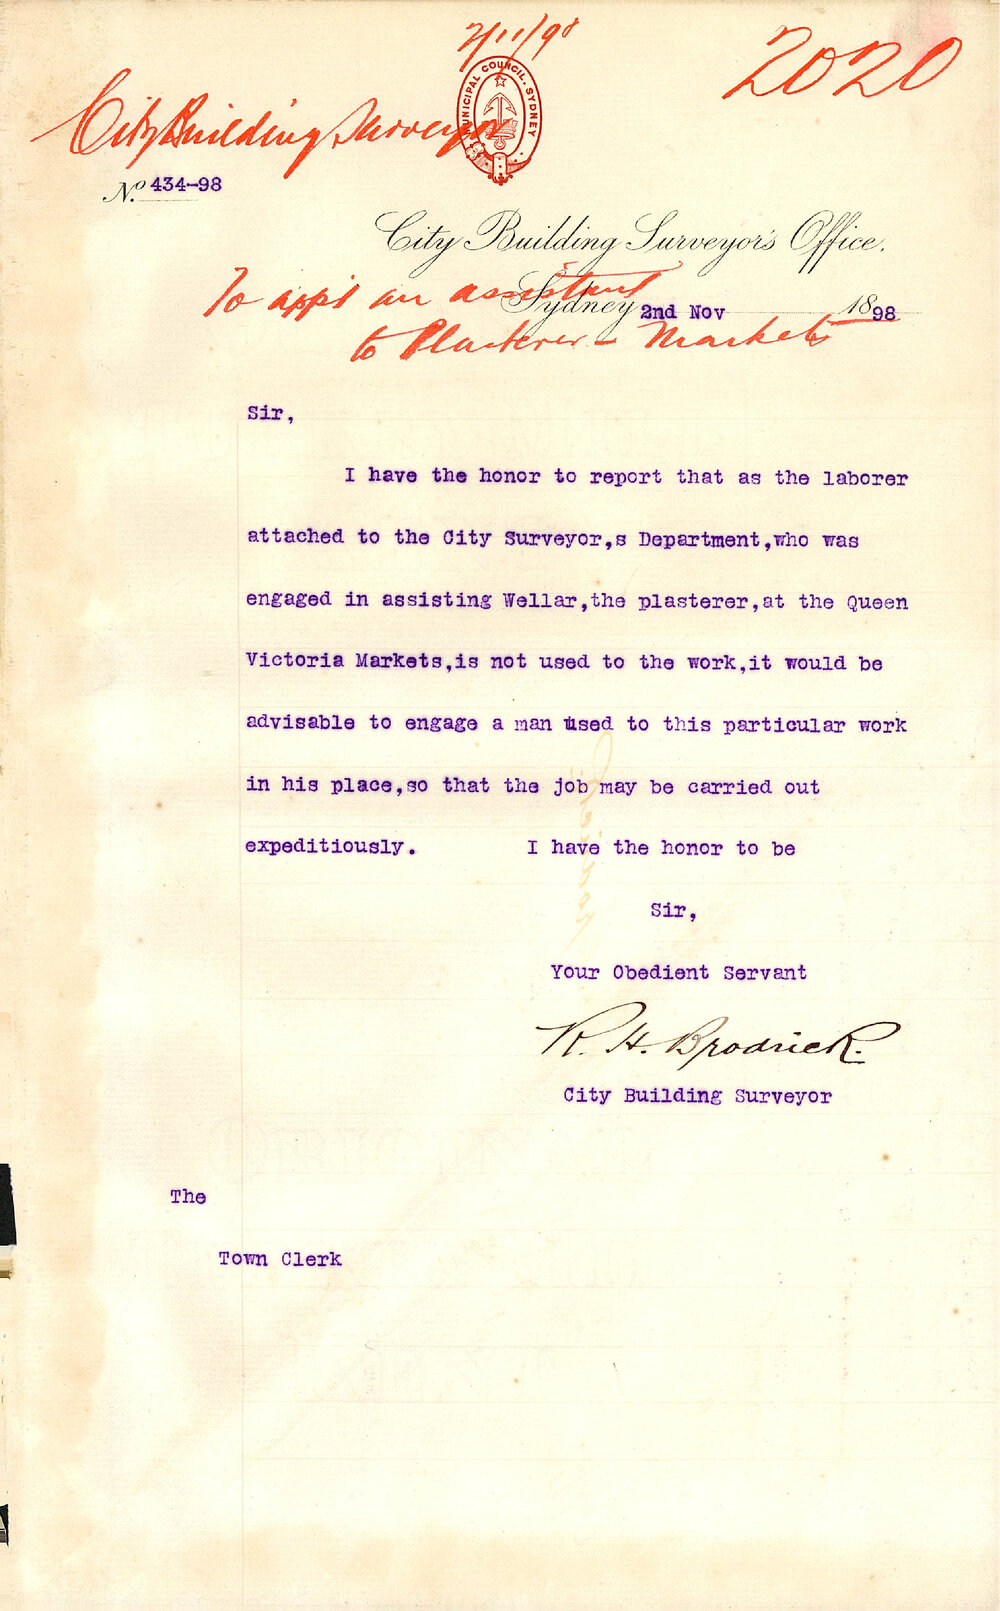 2/11/98
2020
MUNICIPAL COUNCIL. SYDNEY
City Building Surveyor
No. 434-98
City Building Surveyor's Office,
To appt an assistant
Sydney 2nd Nov 1898
to Plasterer - Markets
Sir,
I have the honor to report that as the laborer
attached to the City Surveyor,s Department,who was
engaged in assisting Wellar,the plasterer,at the Queen
Victoria Markets,is not used to the work,it would be
advisable to engage a man used to this particular work
in his place,so that the job may be carried out
expeditiously. I have the honor to be
Sir,
Your Obedient Servant
R. H. Brodrick.
City Building Surveyor
The
Town Clerk